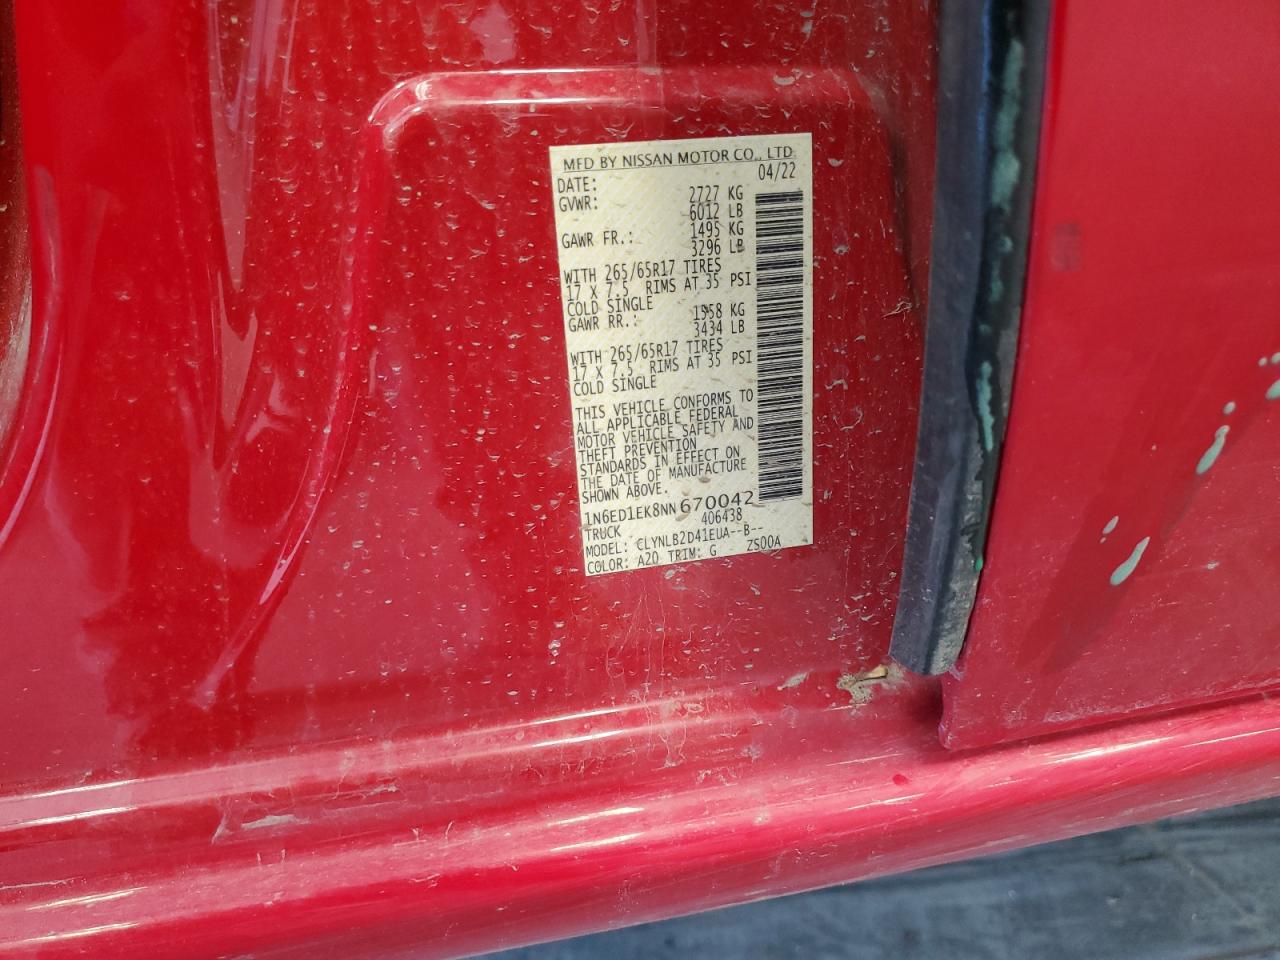 MFD BY NISSAN MOTOR CO., LTD
DATE: 04/22
GVWR: 2727 KG
6012 LB
GAWR FR.: 1495 KG
3296 LB
WITH 265/65R17 TIRES
17 X 7.5 RIMS AT 35 PSI
COLD SINGLE
GAWR RR.: 1558 KG
3434 LB
WITH 265/65R17 TIRES
17 X 7.5 RIMS AT 35 PSI
COLD SINGLE
THIS VEHICLE CONFORMS TO
ALL APPLICABLE FEDERAL
MOTOR VEHICLE SAFETY AND
THEFT PREVENTION
STANDARDS IN EFFECT ON
THE DATE OF MANUFACTURE
SHOWN ABOVE.
1N6ED1EK8NN670042
TRUCK 406438
MODEL: CLYNLB2D41EUA--B--
COLOR: A20 TRIM: G ZS00A